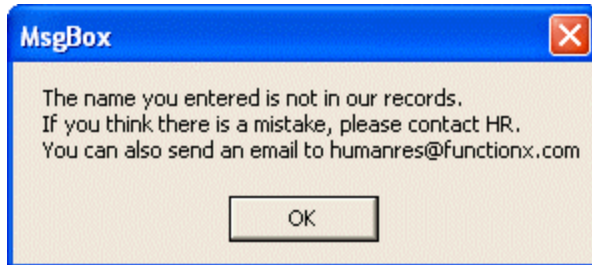 MsgBox
The name you entered is not in our records.
If you think there is a mistake, please contact HR.
You can also send an email to humanres@functionx.com
OK